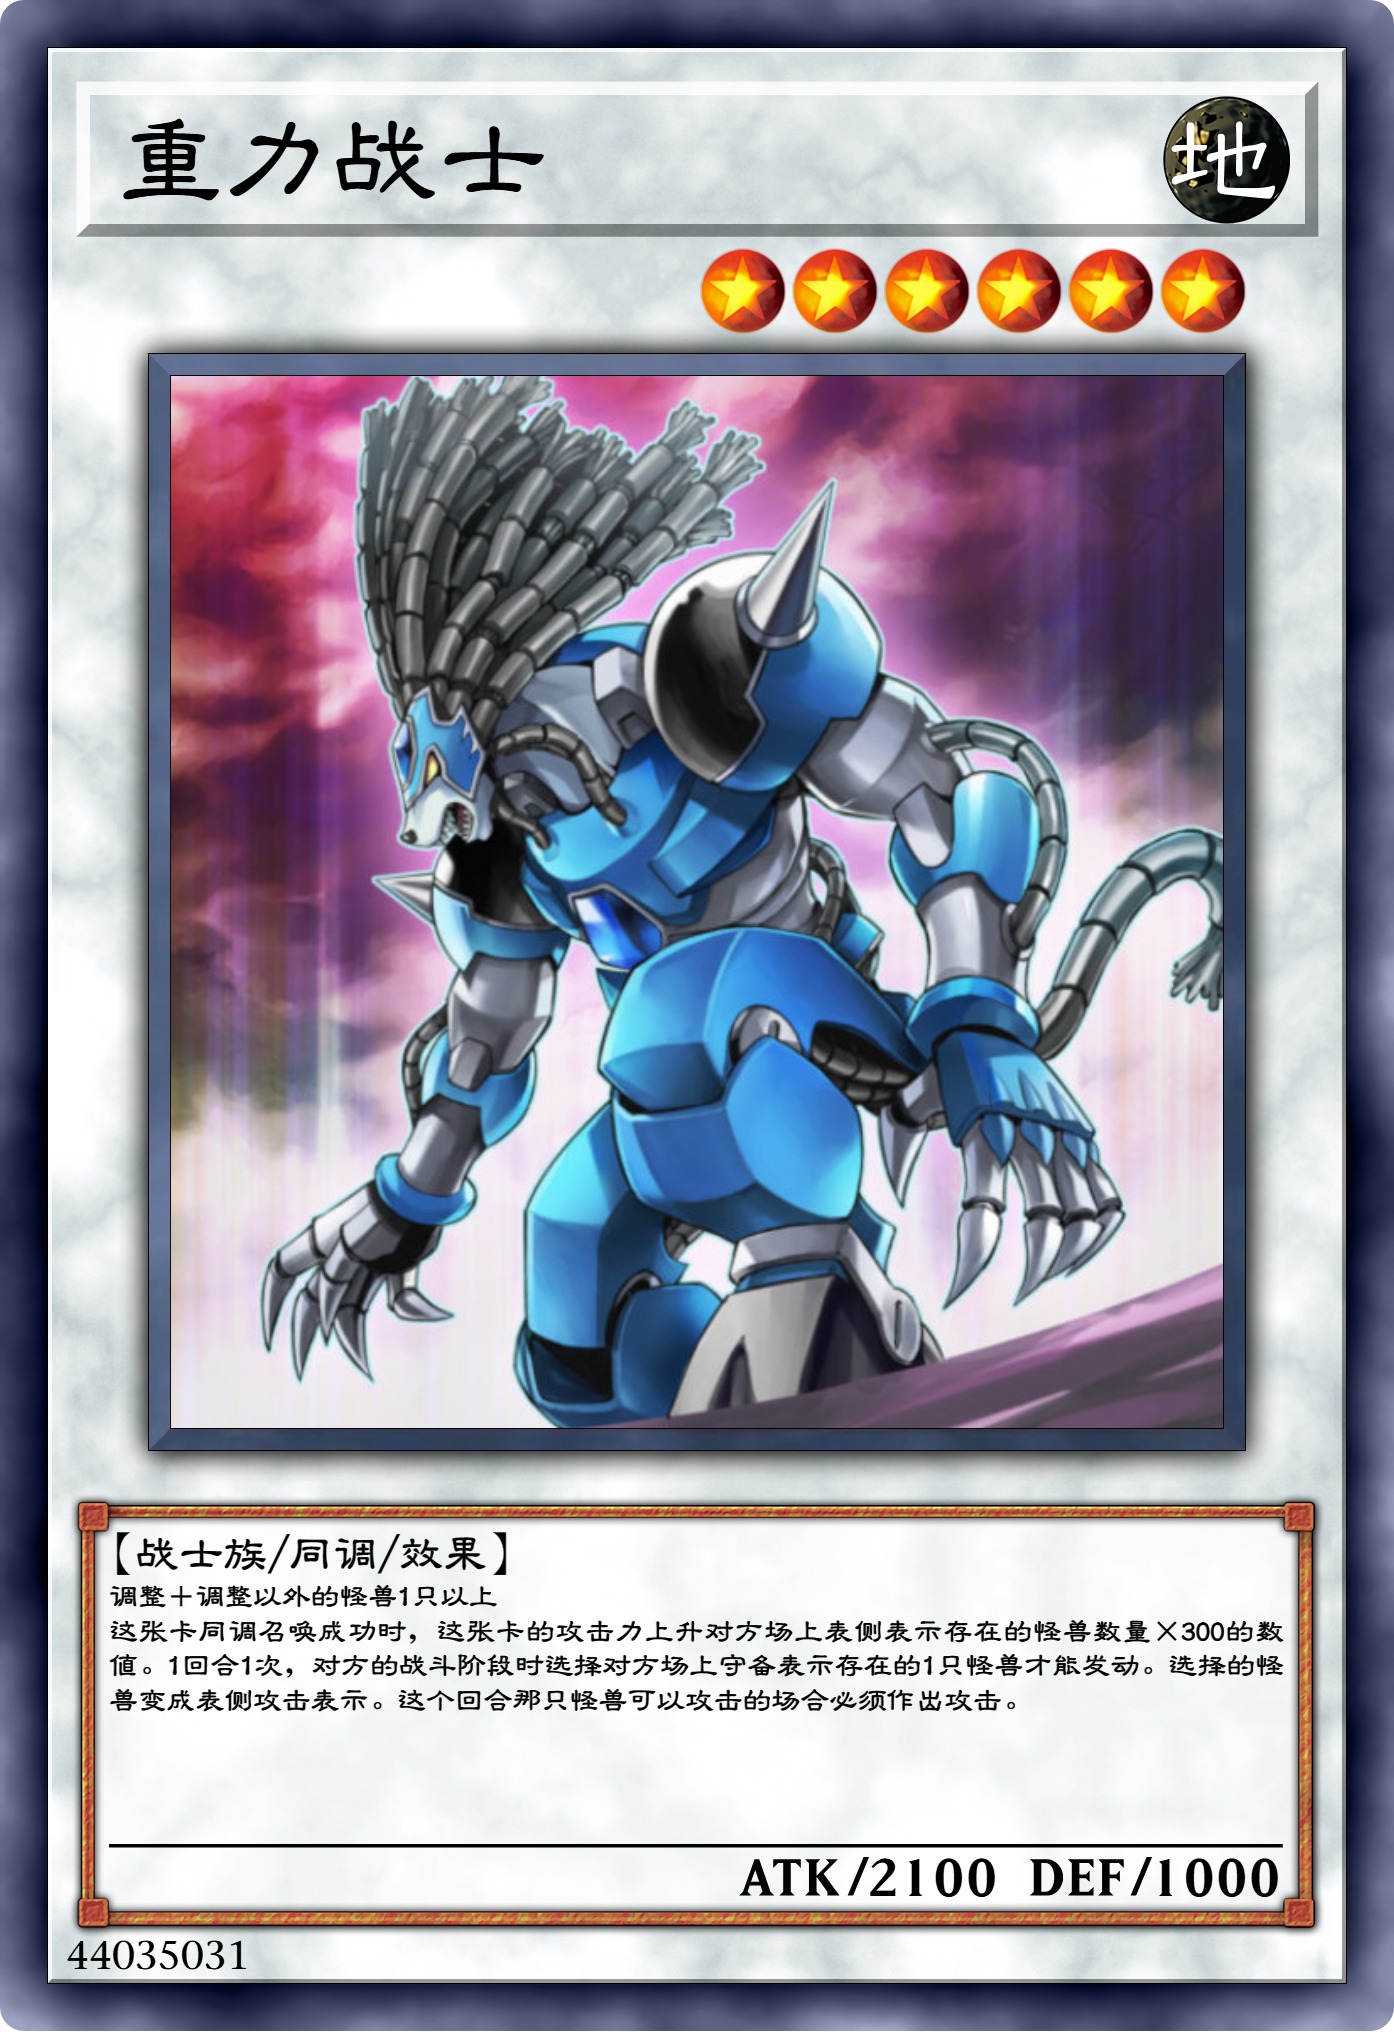 重力战士
地
【战士族/同调/效果】
调整＋调整以外的怪兽1只以上
这张卡同调召唤成功时，这张卡的攻击力上升对方场上表侧表示存在的怪兽数量×300的数
值。1回合1次，对方的战斗阶段时选择对方场上守备表示存在的1只怪兽才能发动。选择的怪
兽变成表侧攻击表示。这个回合那只怪兽可以攻击的场合必须作出攻击。
ATK/2100 DEF/1000
44035031